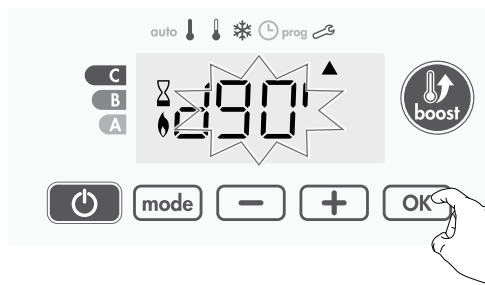 auto prog
C
B
A
d90'
boost
mode - + OK